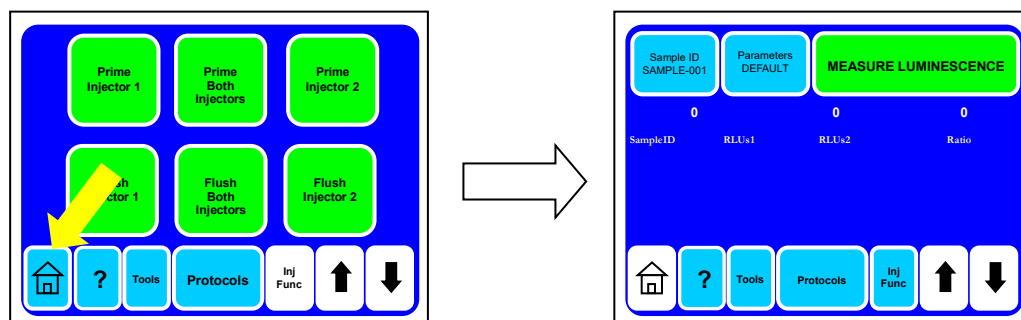 Prime
Injector 1
Prime
Both
Injectors
Prime
Injector 2
Injector 1
Flush
Both
Injectors
Flush
Injector 2
?
Tools
Protocols
Inj
Func
Sample ID
SAMPLE-001
Parameters
DEFAULT
MEASURE LUMINESCENCE
0 0 0
SampleID RLUs1 RLUs2 Ratio
?
Tools
Protocols
Inj
Func